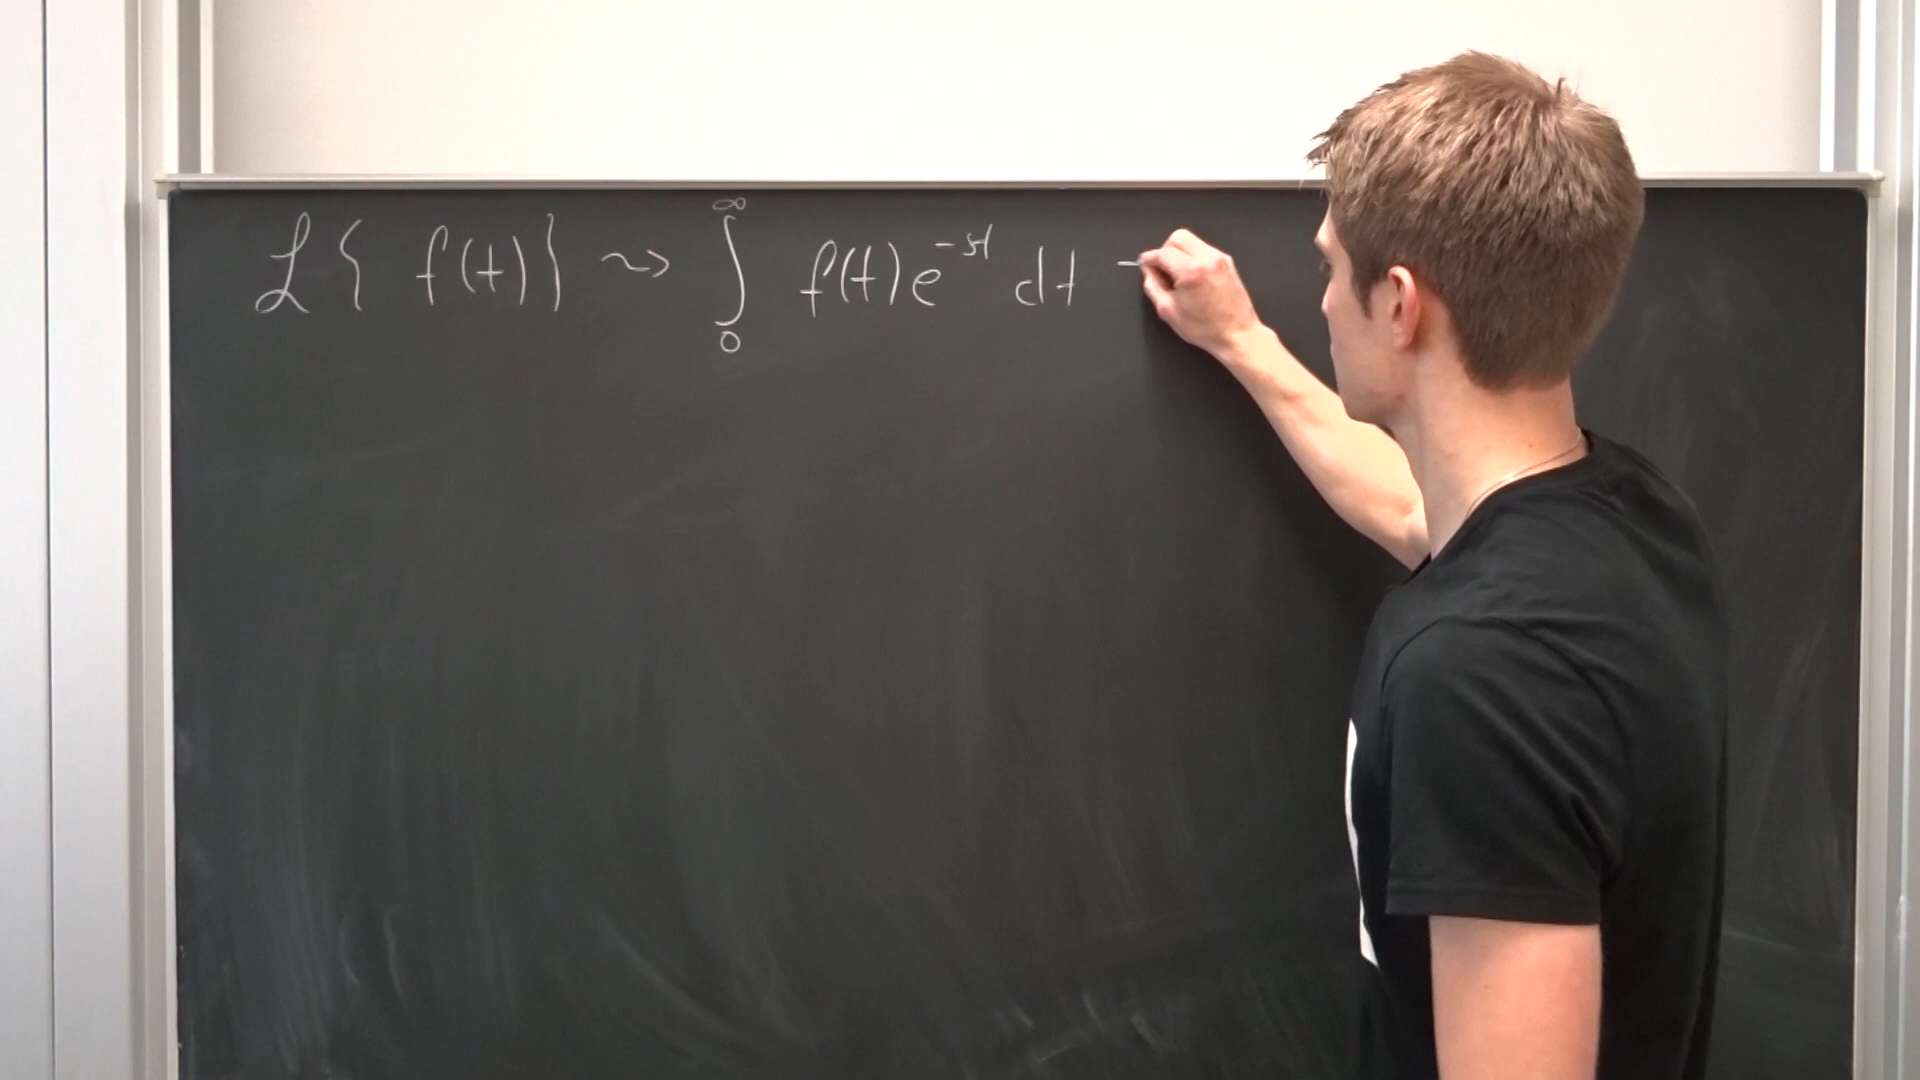 ℒ{ f(t)} ⇝ ∫₀^∞ f(t)e^{-st} dt -